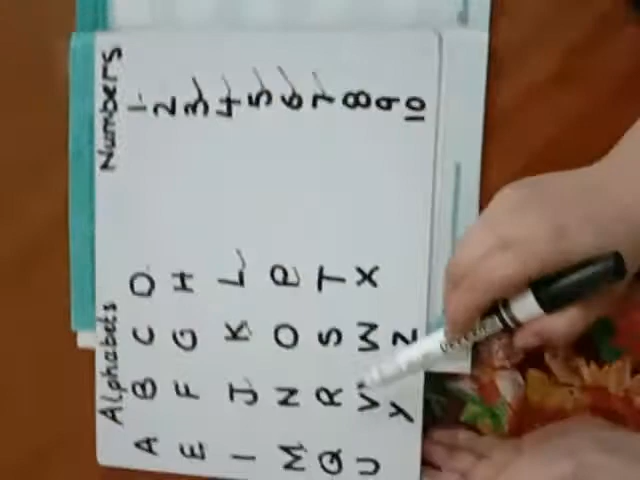 Alphabets Numbers
A B C D 1
E F G H 2
I J K L 3
M N O P 4
Q R S T 5
U V W X 6
Y Z 7
8
9
10